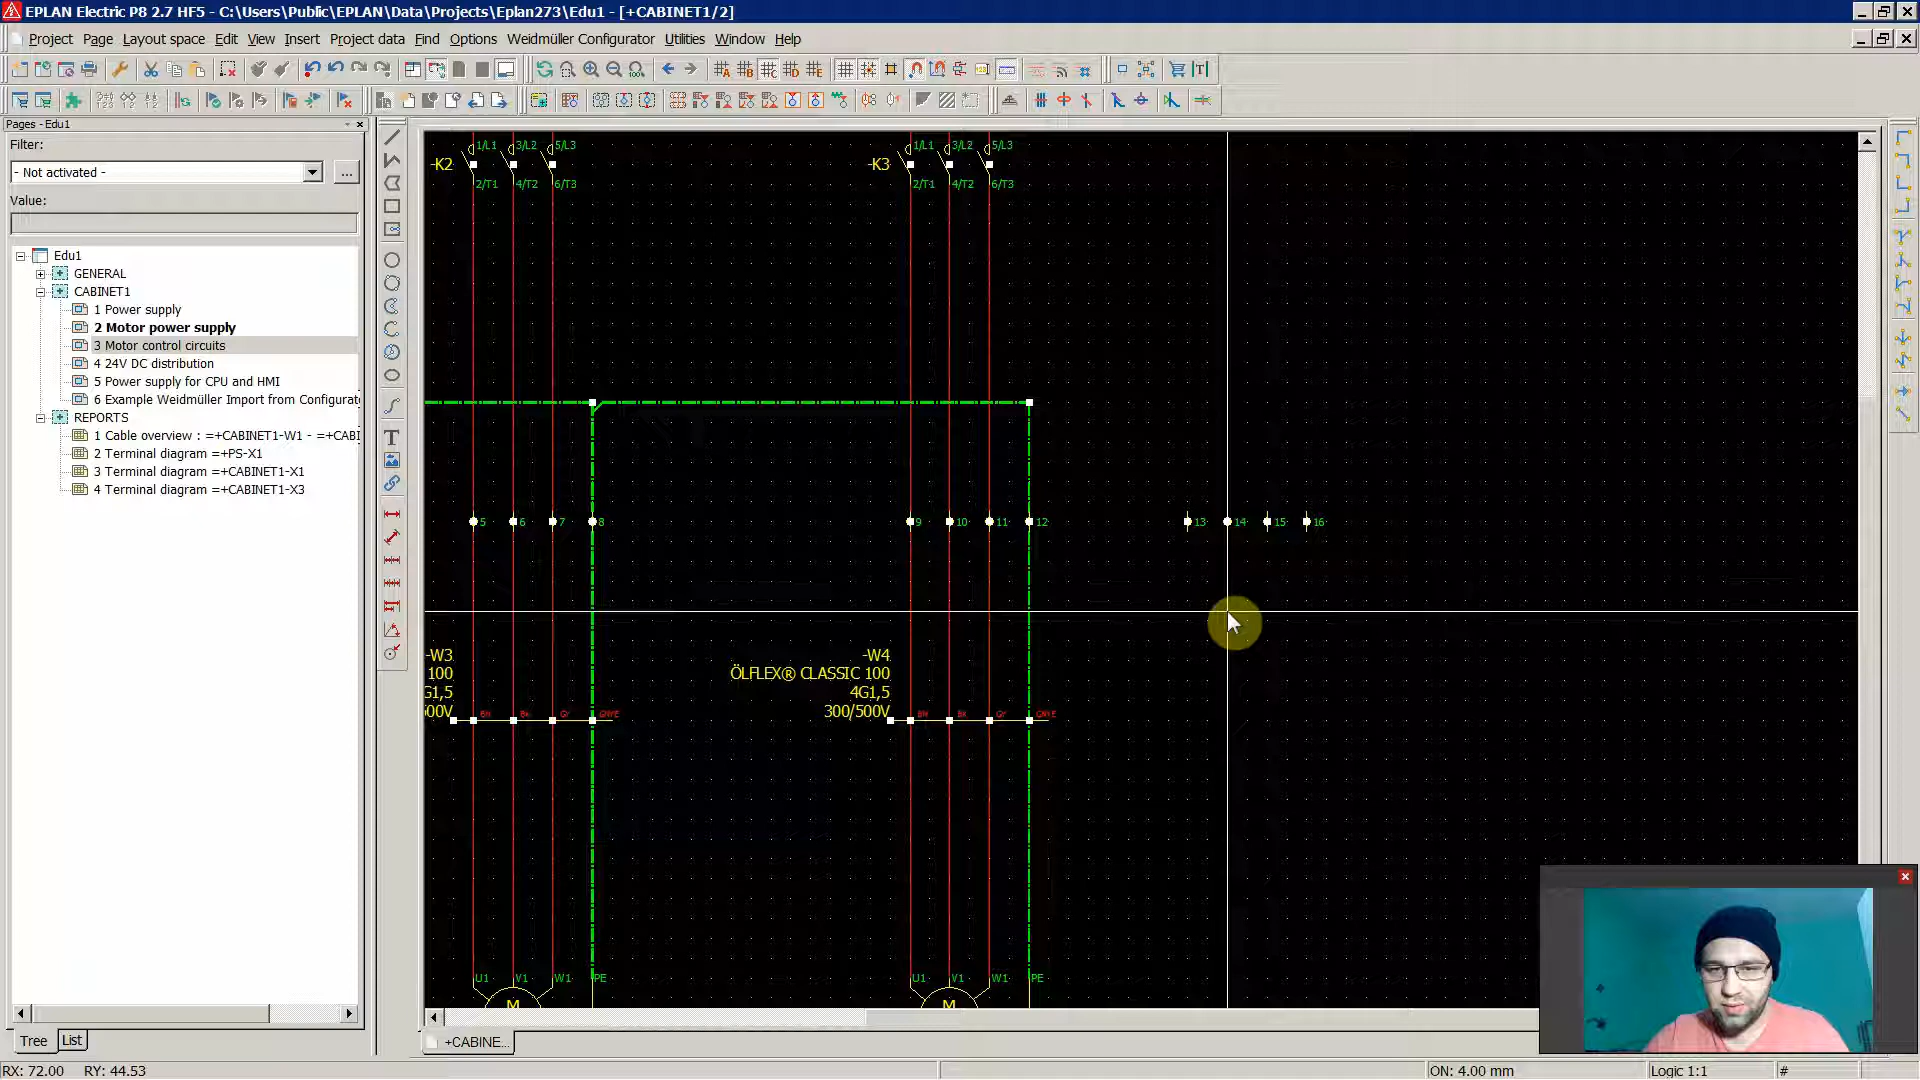 EPLAN Electric P8 2.7 HF5 - C:\Users\Public\EPLAN\Data\Projects\Eplan273\Edu1 - [+CABINET1/2]
Project Page Layout space Edit View Insert Project data Find Options Weidmüller Configurator Utilities Window Help
Pages - Edu1
Filter:
- Not activated -
...
Value:
Edu1
GENERAL
CABINET1
1 Power supply
2 Motor power supply
3 Motor control circuits
4 24V DC distribution
5 Power supply for CPU and HMI
6 Example Weidmüller Import from Configurat
REPORTS
1 Cable overview : =+CABINET1-W1 - =+CABI
2 Terminal diagram =+PS-X1
3 Terminal diagram =+CABINET1-X1
4 Terminal diagram =+CABINET1-X3
Tree List
1/L1 3/L2 5/L3 1/L1 3/L2 5/L3
-K2 -K3
2/T1 4/T2 6/T3 2/T1 4/T2 6/T3
5 6 7 8 9 10 11 12 13 14 15 16
-W3 -W4
100 ÖLFLEX® CLASSIC 100
G1,5 4G1,5
00V 300/500V
BN BK GY GNYE BN BK GY GNYE
U1 V1 W1 PE U1 V1 W1 PE
M M
+CABINE...
RX: 72.00 RY: 44.53 ON: 4.00 mm Logic 1:1 #